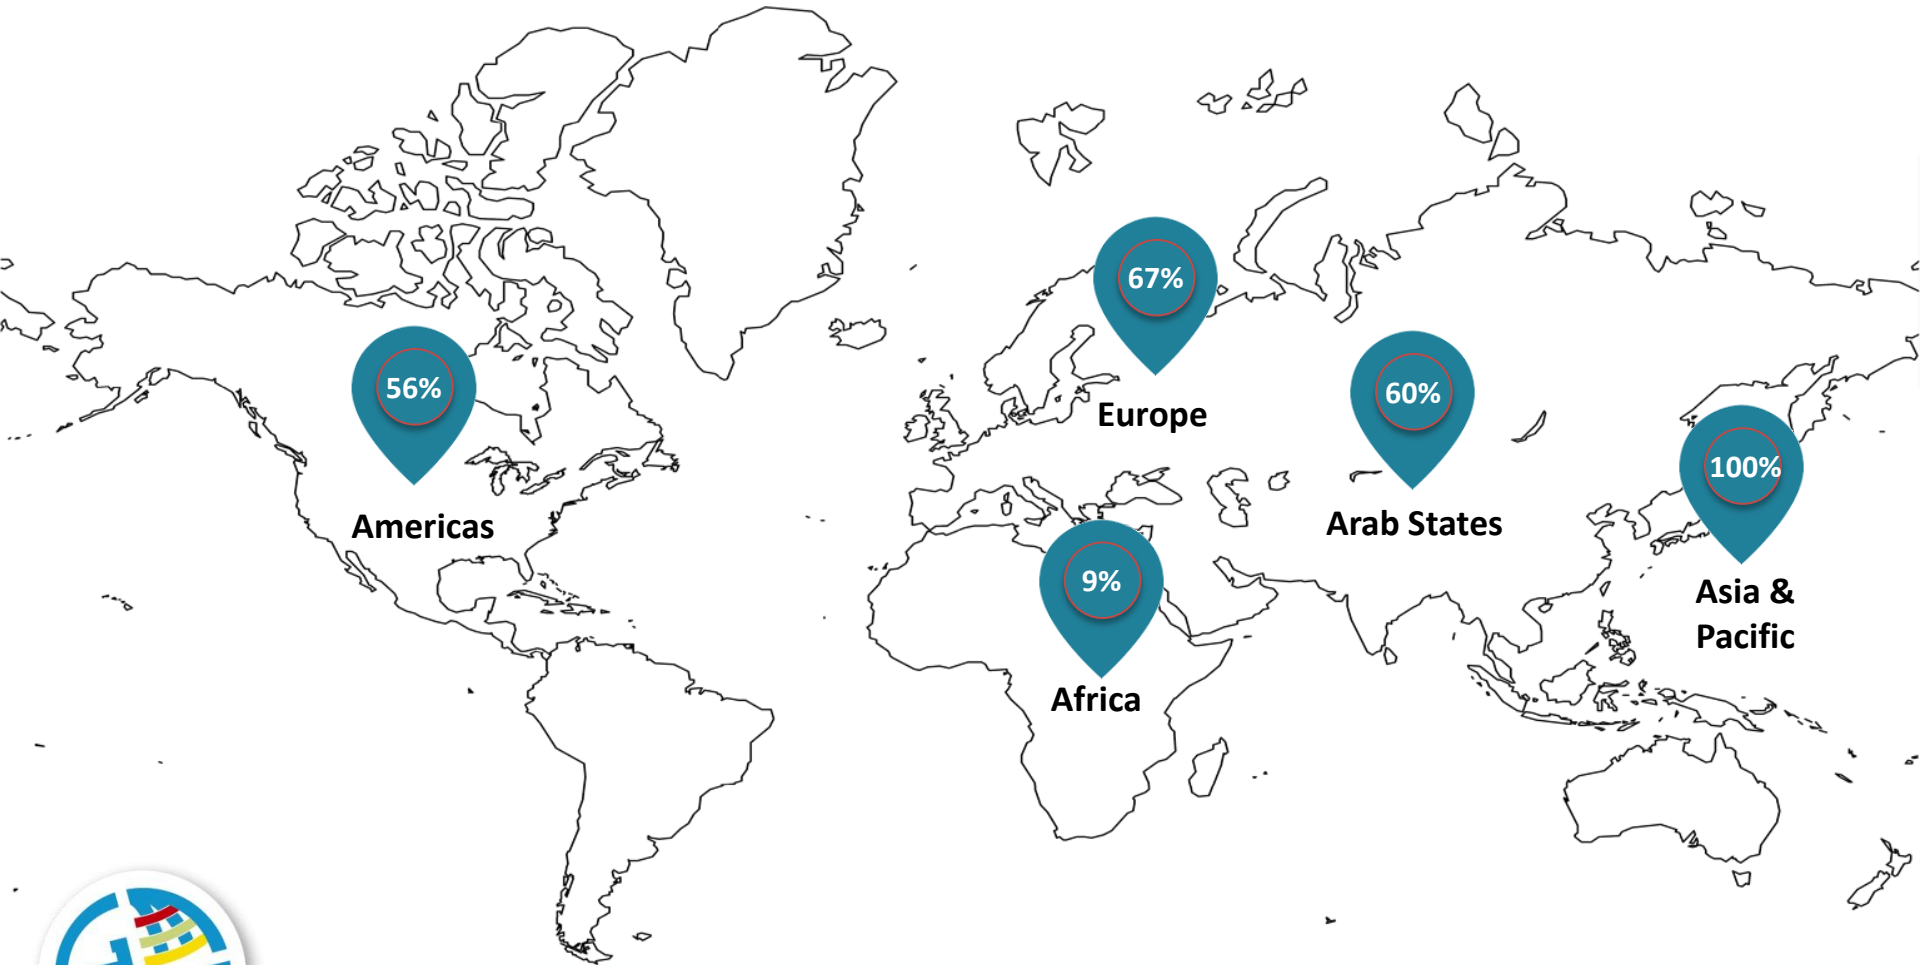 67%
Europe
56%
Americas
60%
Arab States
100%
Asia &
Pacific
9%
Africa